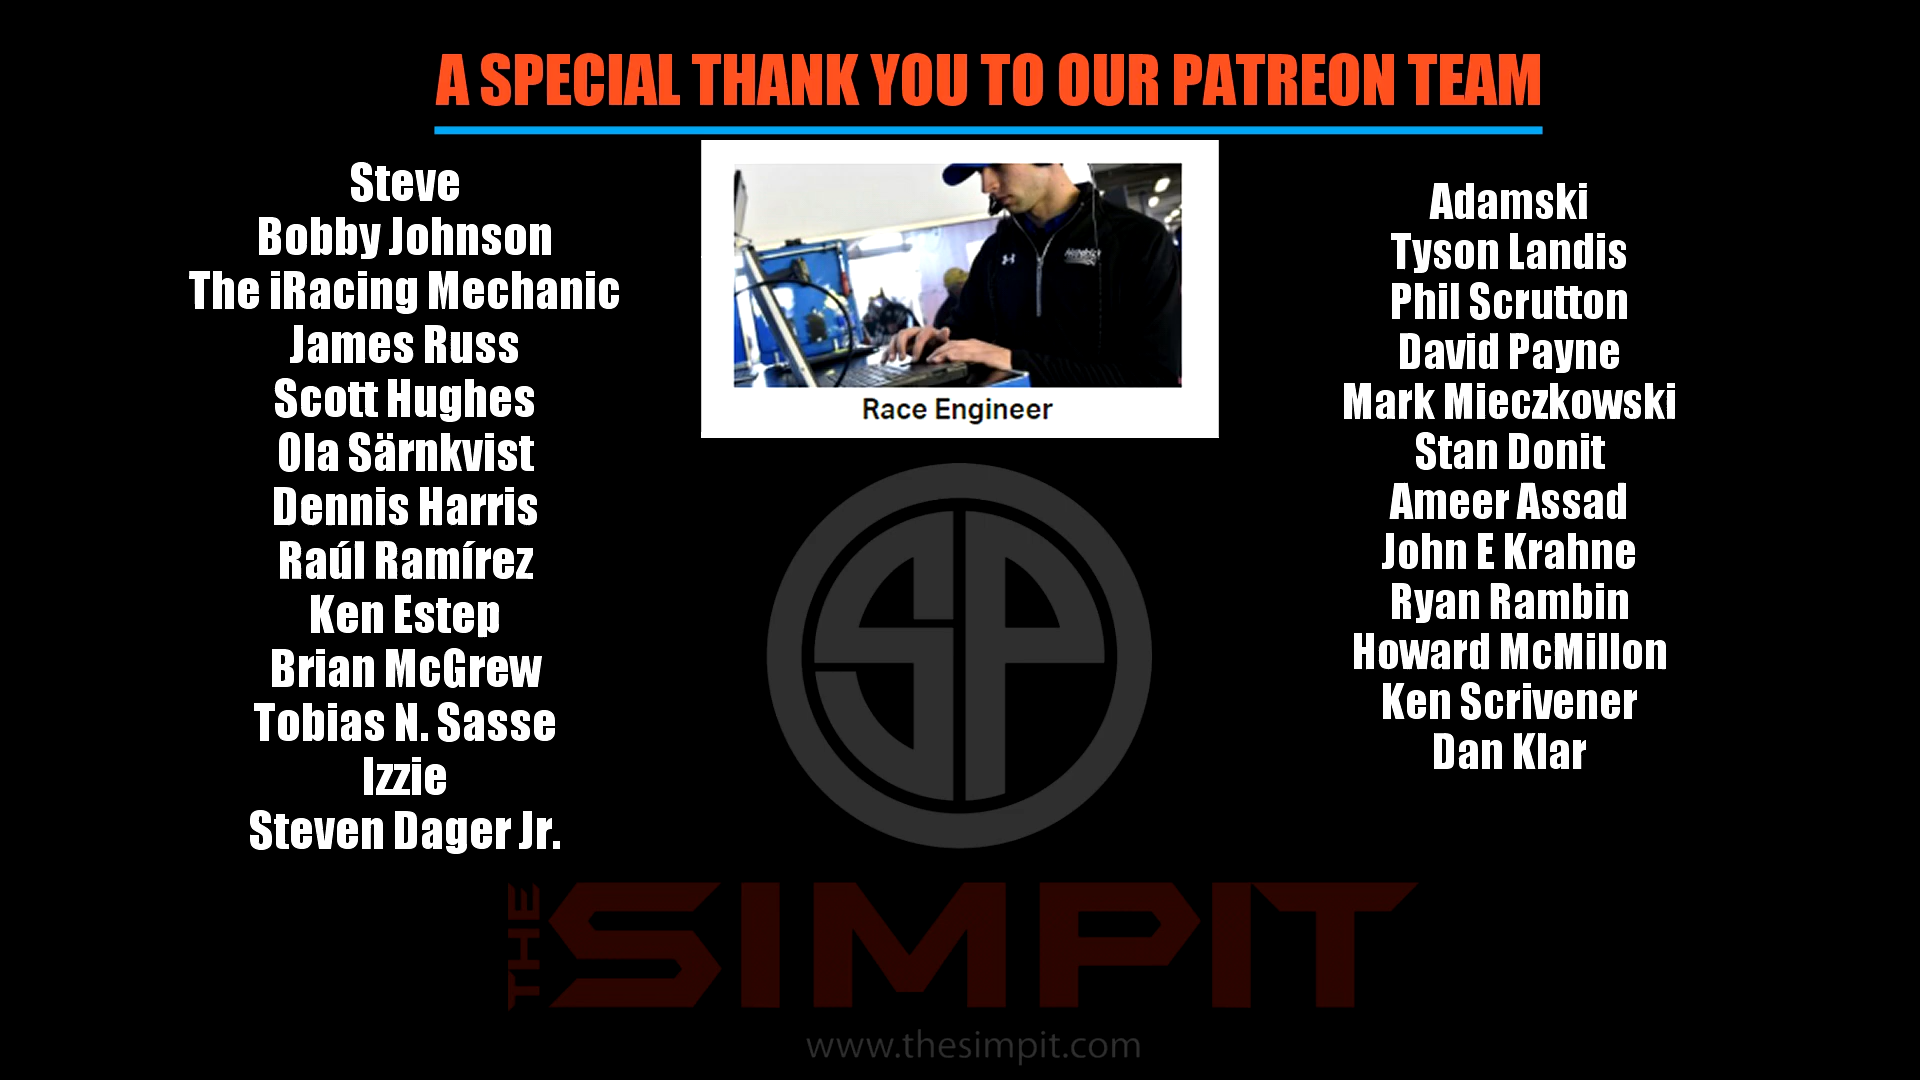 A SPECIAL THANK YOU TO OUR PATREON TEAM
Steve
Bobby Johnson
The iRacing Mechanic
James Russ
Scott Hughes
Ola Särnkvist
Dennis Harris
Raúl Ramírez
Ken Estep
Brian McGrew
Tobias N. Sasse
Izzie
Steven Dager Jr.
Race Engineer
Adamski
Tyson Landis
Phil Scrutton
David Payne
Mark Mieczkowski
Stan Donit
Ameer Assad
John E Krahne
Ryan Rambin
Howard McMillon
Ken Scrivener
Dan Klar
SP
THE SIMPIT
www.thesimpit.com